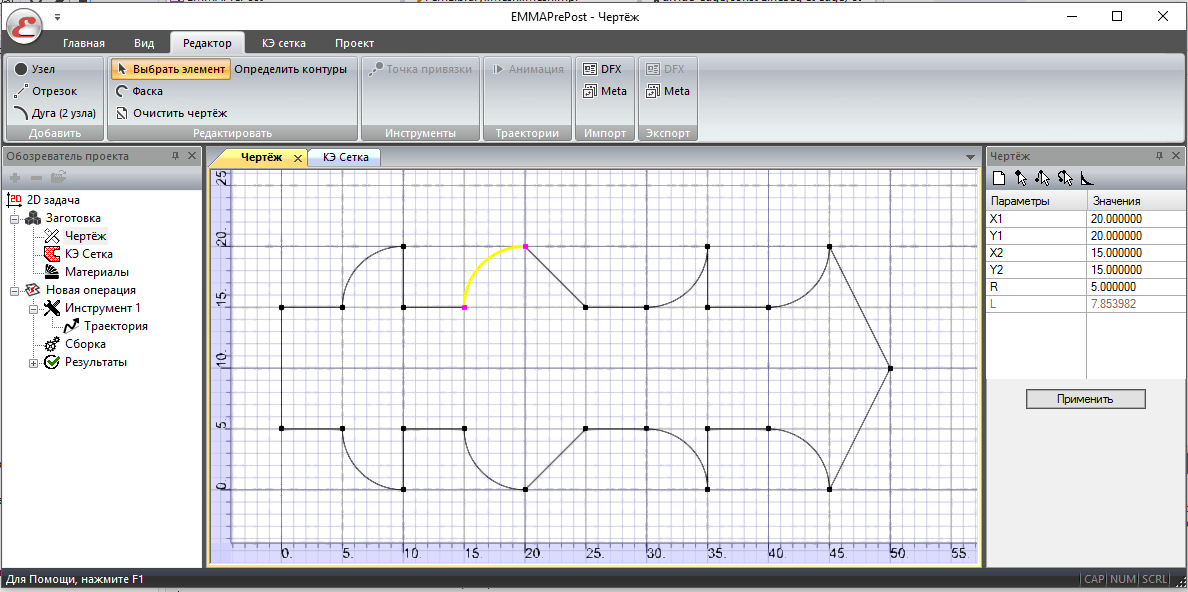 EMMAPrePost - Чертёж
Главная Вид Редактор КЭ сетка Проект
Узел
Отрезок
Дуга (2 узла)
Добавить
Выбрать элемент Определить контуры
Фаска
Очистить чертёж
Редактировать
Точка привязки
Инструменты
Анимация
Траектории
DFX
Meta
Импорт
DFX
Meta
Экспорт
Обозреватель проекта
2D 2D задача
Заготовка
Чертёж
КЭ Сетка
Материалы
Новая операция
Инструмент 1
Траектория
Сборка
Результаты
Чертёж КЭ Сетка
25
20.
15.
10.
5.
0.
0. 5. 10. 15. 20 25. 30. 35. 40. 45. 50. 55.
Чертёж
Параметры Значения
X1 20.000000
Y1 20.000000
X2 15.000000
Y2 15.000000
R 5.000000
L 7.853982
Применить
Для Помощи, нажмите F1
CAP NUM SCRL